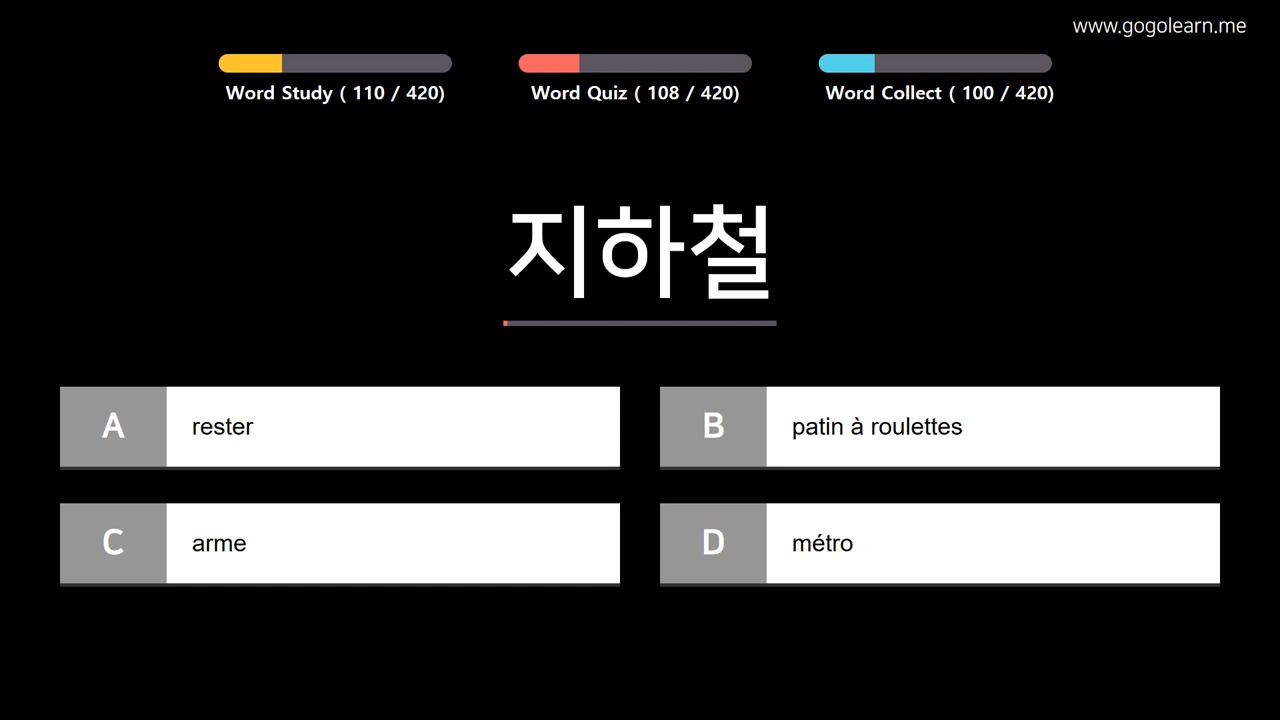 www.gogolearn.me
Word Study ( 110 / 420)
Word Quiz ( 108 / 420)
Word Collect ( 100 / 420)
지하철
A rester
B patin à roulettes
C arme
D métro